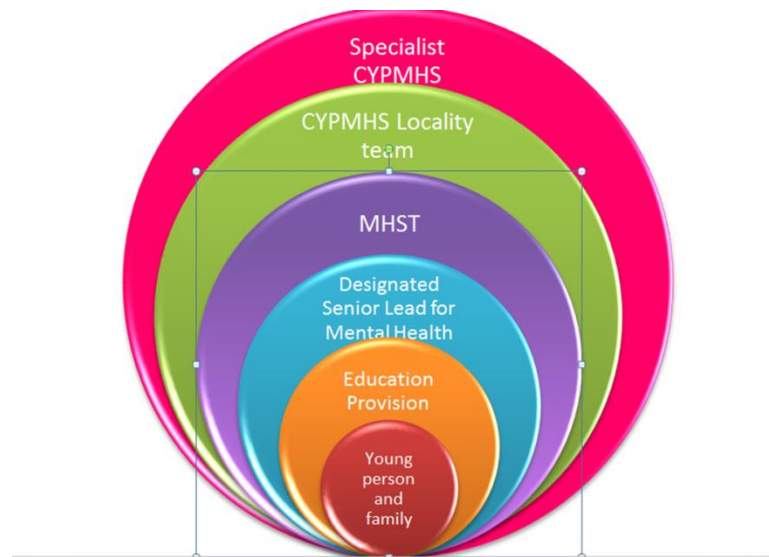 Specialist
CYPMHS
CYPMHS Locality
team
MHST
Designated
Senior Lead for
Mental Health
Education
Provision
Young
person
and
family